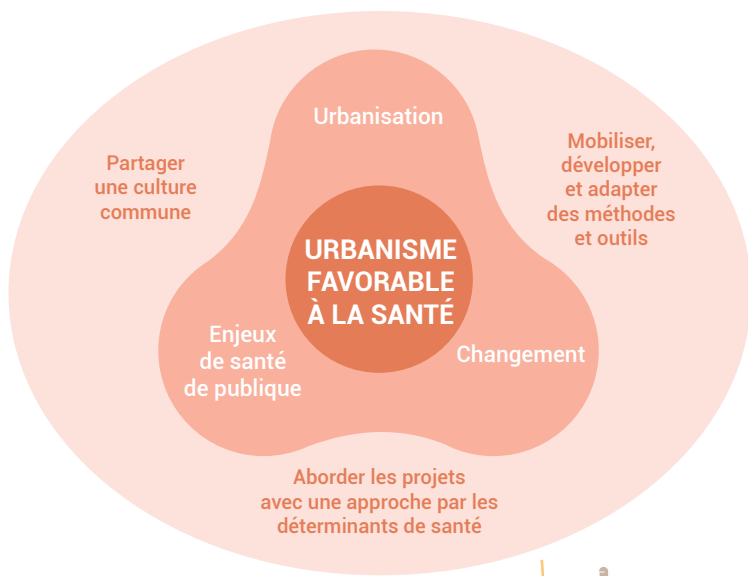 Urbanisation
Partager
une culture
commune
Mobiliser,
développer
et adapter
des méthodes
et outils
URBANISME
FAVORABLE
À LA SANTÉ
Enjeux
de santé
de publique
Changement
Aborder les projets
avec une approche par les
déterminants de santé